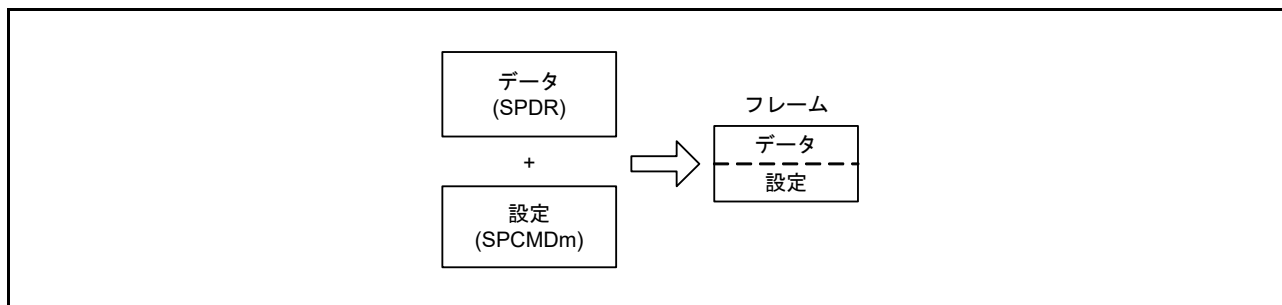 データ
(SPDR)
+
設定
(SPCMDm)
フレーム
データ
設定